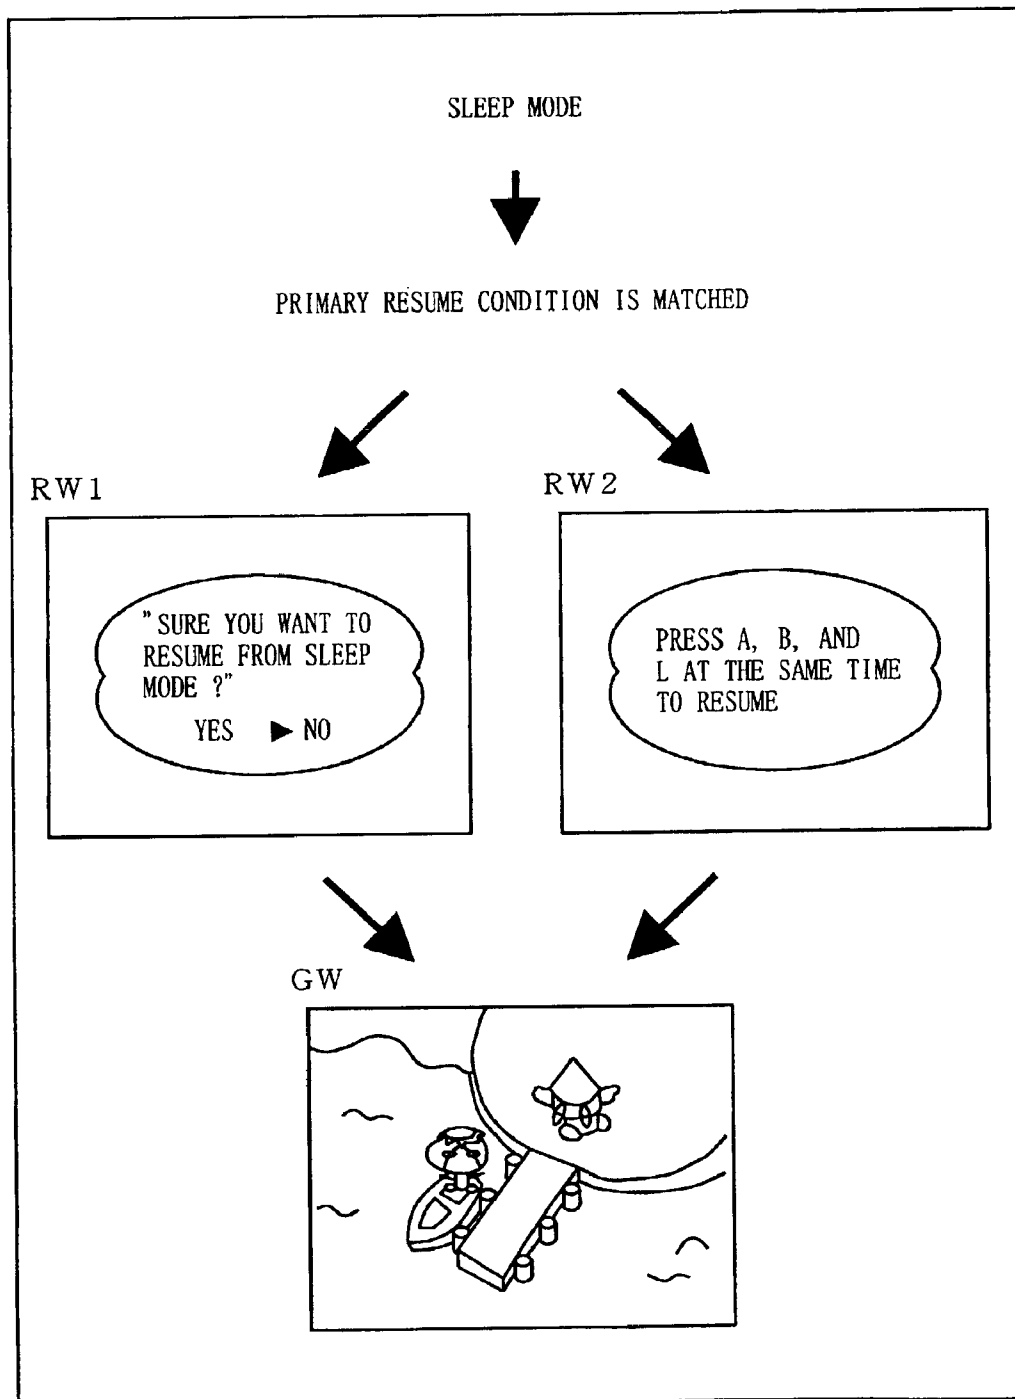 SLEEP MODE
PRIMARY RESUME CONDITION IS MATCHED
RW1
"SURE YOU WANT TO
RESUME FROM SLEEP
MODE ?"
YES ▶ NO
RW2
PRESS A, B, AND
L AT THE SAME TIME
TO RESUME
GW